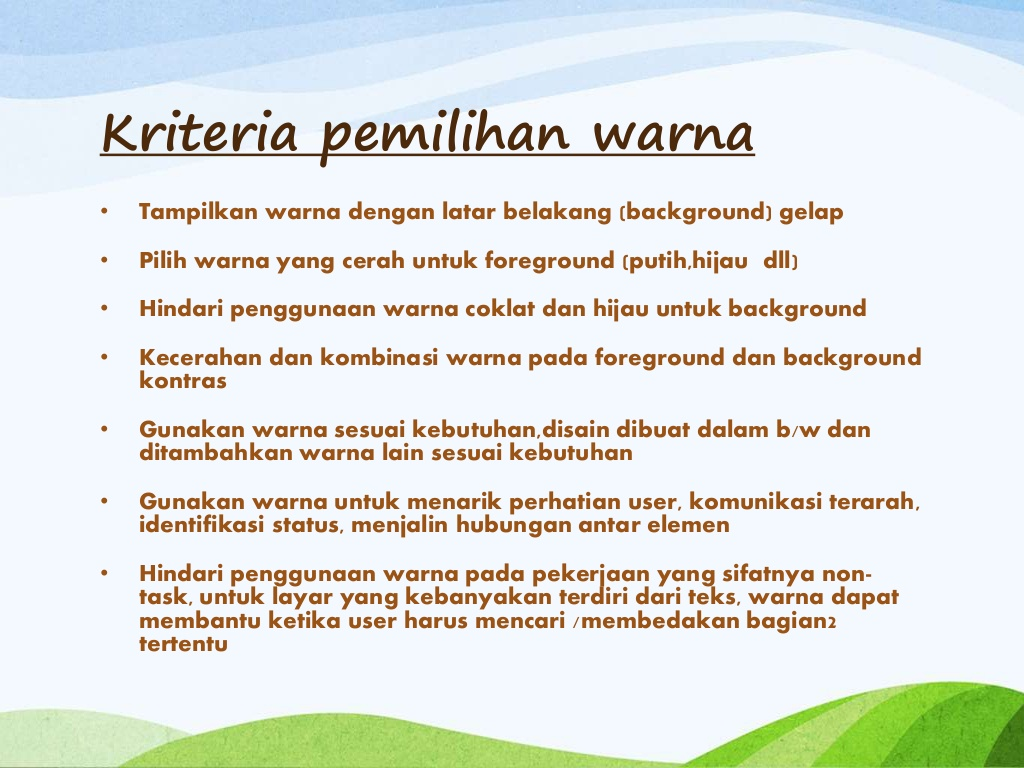 Kriteria pemilihan warna
• Tampilkan warna dengan latar belakang (background) gelap
• Pilih warna yang cerah untuk foreground (putih,hijau  dll)
• Hindari penggunaan warna coklat dan hijau untuk background
• Kecerahan dan kombinasi warna pada foreground dan background
kontras
• Gunakan warna sesuai kebutuhan,disain dibuat dalam b/w dan
ditambahkan warna lain sesuai kebutuhan
• Gunakan warna untuk menarik perhatian user, komunikasi terarah,
identifikasi status, menjalin hubungan antar elemen
• Hindari penggunaan warna pada pekerjaan yang sifatnya non-
task, untuk layar yang kebanyakan terdiri dari teks, warna dapat
membantu ketika user harus mencari /membedakan bagian2
tertentu